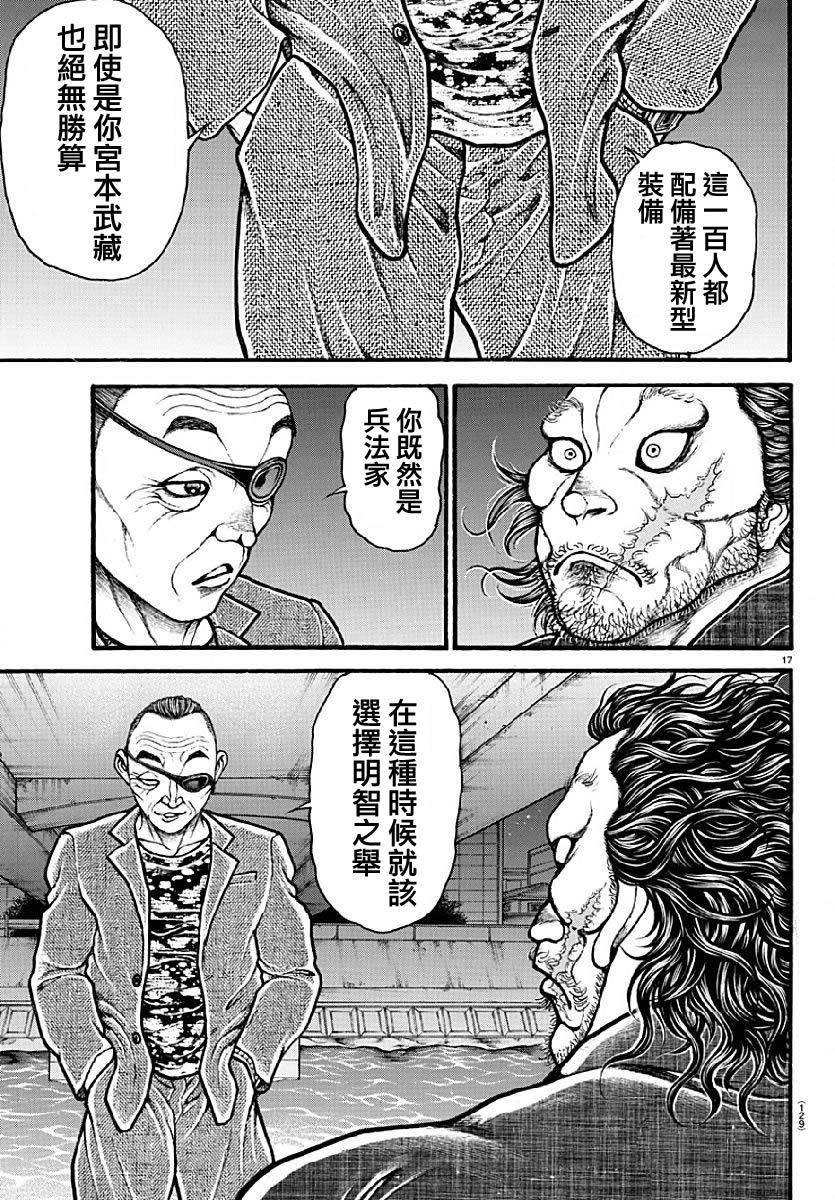 這一百人都
配備著最新型
裝備
即使是你宮本武藏
也絕無勝算
你既然是
兵法家
17
在這種時候就該
選擇明智之舉
(129)